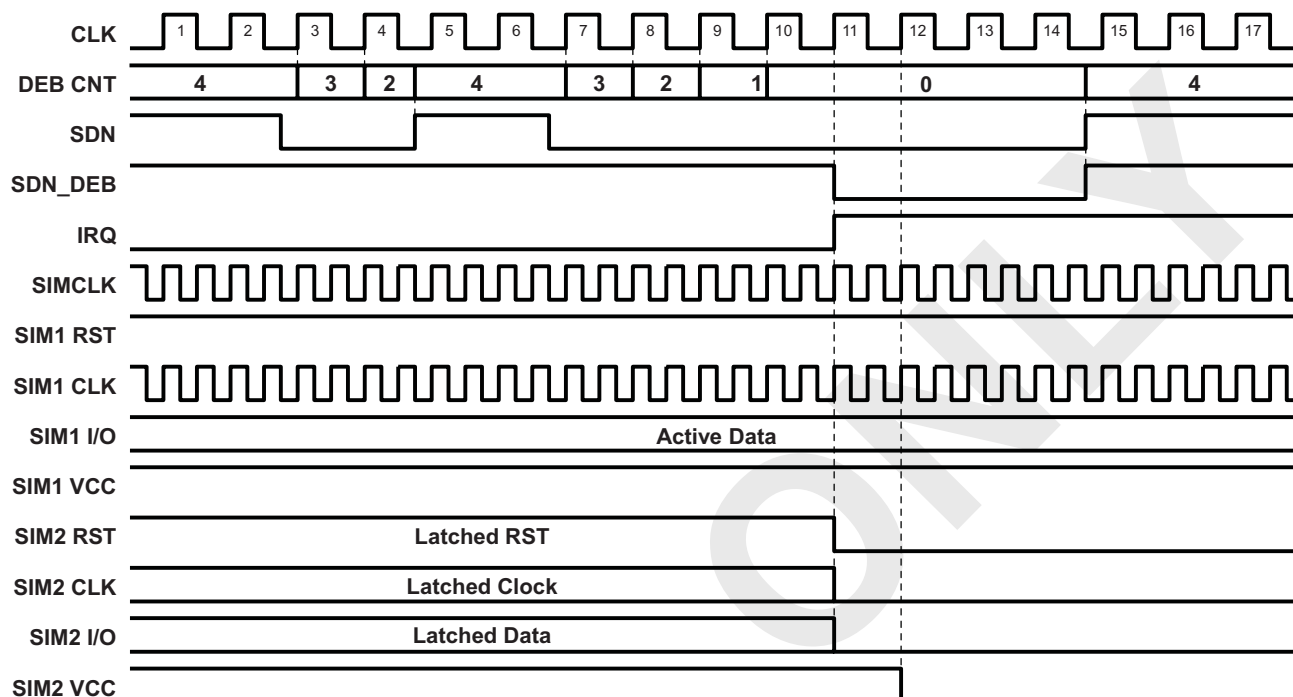 CLK 1 2 3 4 5 6 7 8 9 10 11 12 13 14 15 16 17
DEB CNT 4 3 2 4 3 2 1 0 4
SDN
SDN_DEB
IRQ
SIMCLK
SIM1 RST
SIM1 CLK
SIM1 I/O Active Data
SIM1 VCC
SIM2 RST Latched RST
SIM2 CLK Latched Clock
SIM2 I/O Latched Data
SIM2 VCC
ONLY